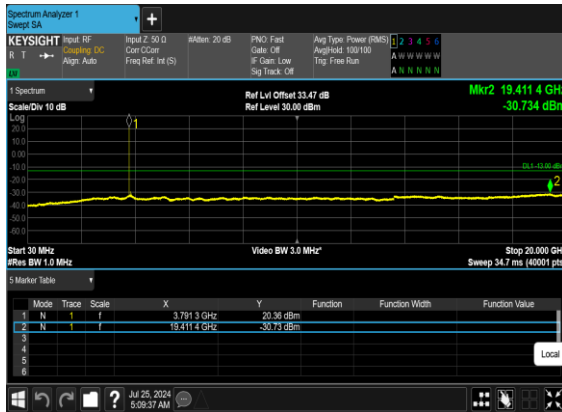 Spectrum Analyzer 1
Swept SA
+
KEYSIGHT
R T
Input: RF
Coupling: DC
Align: Auto
Input Z: 50 Ω
Corr CCorr
Freq Ref: Int (S)
#Atten: 20 dB
PNO: Fast
Gate: Off
IF Gain: Low
Sig Track: Off
Avg Type: Power (RMS)
Avg|Hold: 100/100
Trig: Free Run
1 2 3 4 5 6
A W W W W W
A N N N N N
1 Spectrum
Scale/Div 10 dB
Ref Lvl Offset 33.47 dB
Ref Level 30.00 dBm
Mkr2 19.411 4 GHz
-30.734 dBm
Log
20.0
10.0
0.00
-10.0
-20.0
-30.0
-40.0
-50.0
-60.0
1
DL1 -13.00 dBm
2
Start 30 MHz
#Res BW 1.0 MHz
Video BW 3.0 MHz*
Stop 20.000 GHz
Sweep 34.7 ms (40001 pts)
5 Marker Table
Mode Trace Scale X Y Function Function Width Function Value
1 N 1 f 3.791 3 GHz 20.36 dBm
2 N 1 f 19.411 4 GHz -30.73 dBm
3
4
5
6
Local
?
Jul 25, 2024
5:09:37 AM